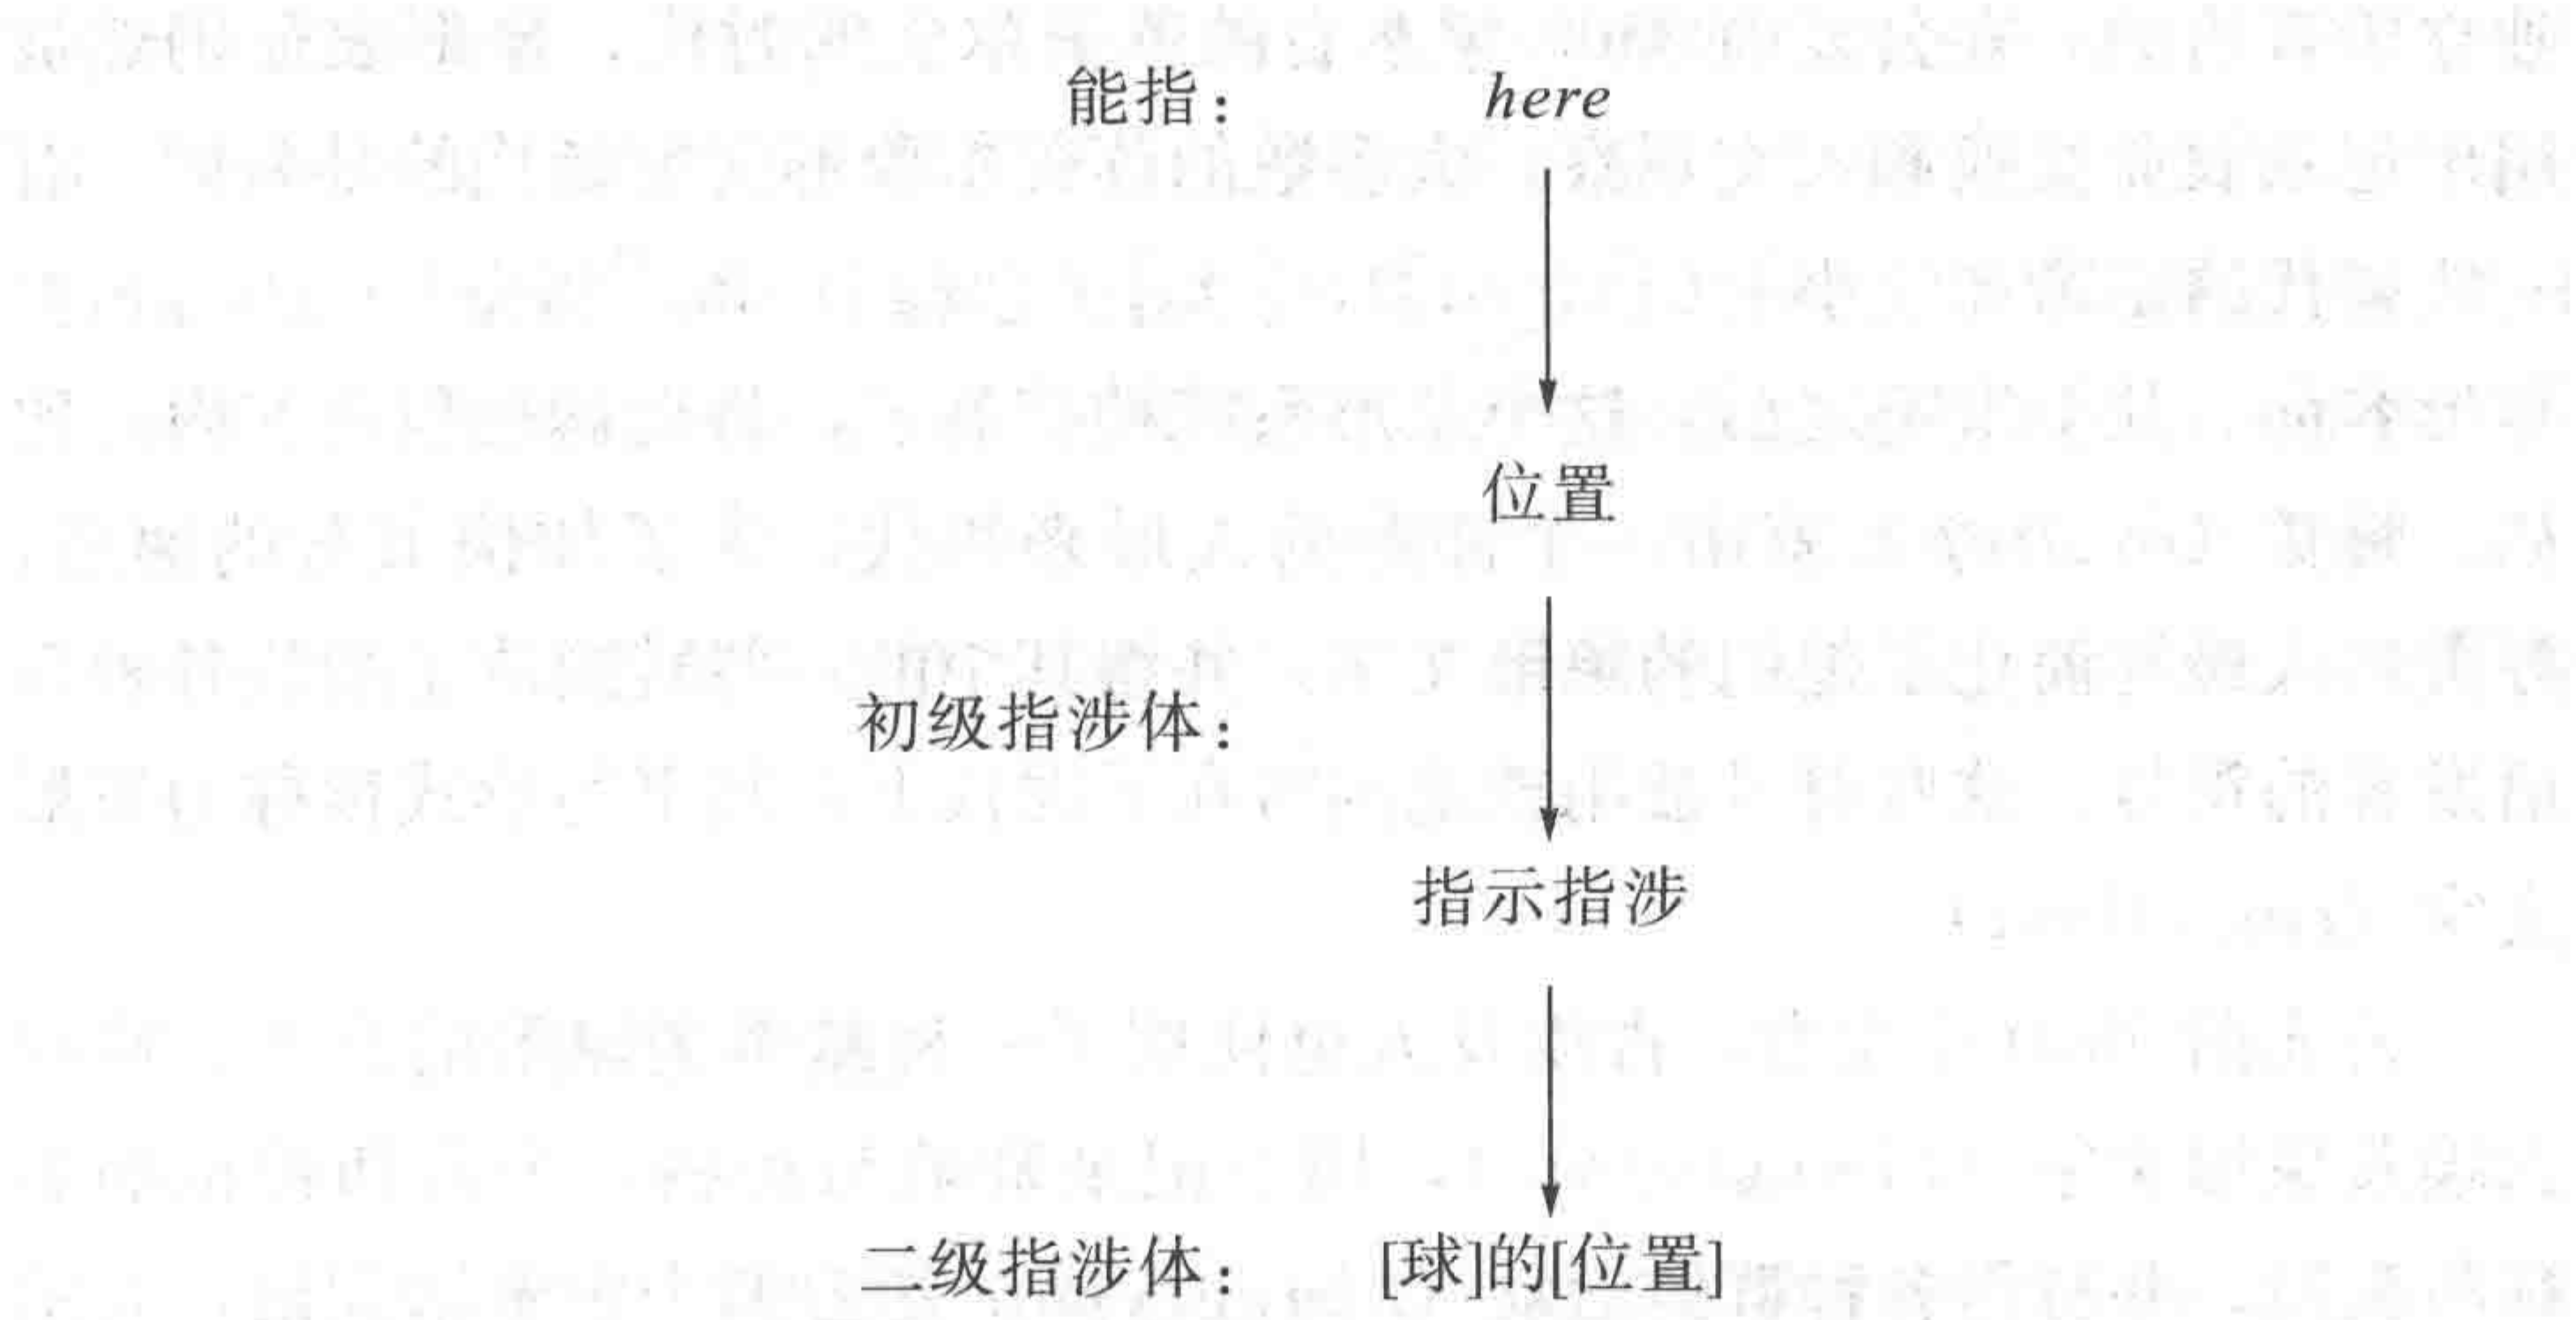 能指： here
位置
初级指涉体：
指示指涉
二级指涉体： [球]的[位置]